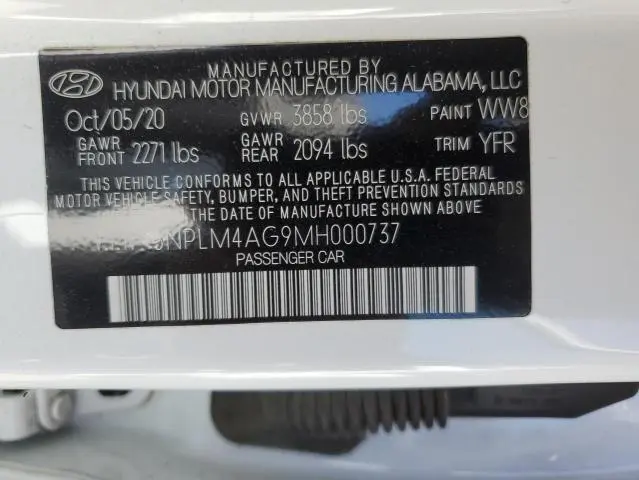 MANUFACTURED BY
HYUNDAI MOTOR MANUFACTURING ALABAMA, LLC
Oct/05/20 GVWR 3858 lbs PAINT WW8
GAWR FRONT 2271 lbs GAWR REAR 2094 lbs TRIM YFR
THIS VEHICLE CONFORMS TO ALL APPLICABLE U.S.A. FEDERAL
MOTOR VEHICLE SAFETY, BUMPER, AND THEFT PREVENTION STANDARDS
THE DATE OF MANUFACTURE SHOWN ABOVE.
NPLM4AG9MH000737
PASSENGER CAR